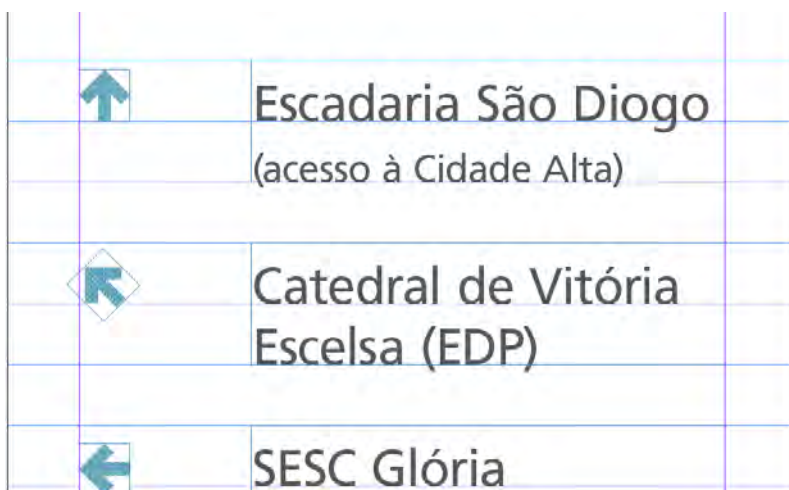 Escadaria São Diogo
(acesso à Cidade Alta)
Catedral de Vitória
Escelsa (EDP)
SESC Glória